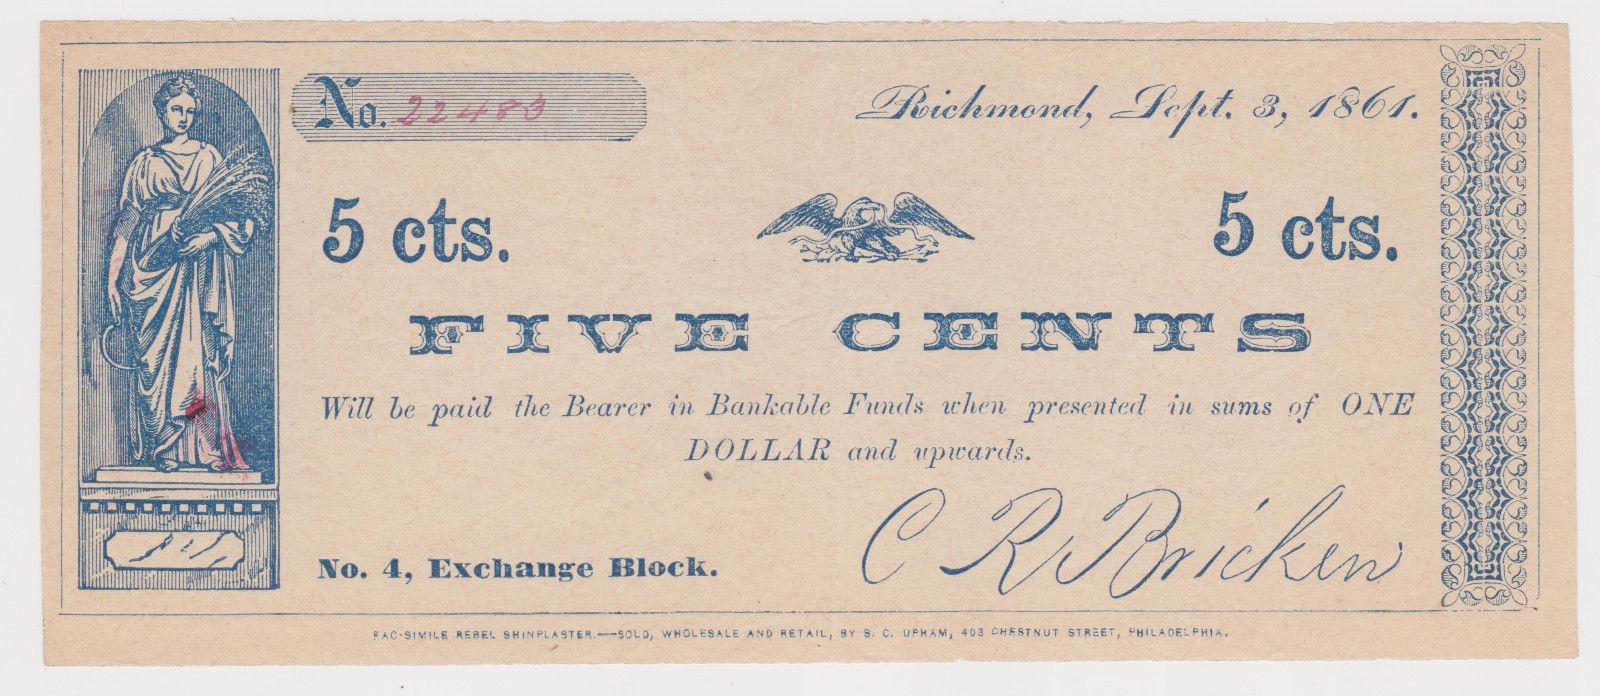 No. 22483
Richmond, Sept. 3, 1861.
5 cts.
5 cts.
FIVE CENTS
Will be paid the Bearer in Bankable Funds when presented in sums of ONE
DOLLAR and upwards.
No. 4, Exchange Block.
C R Bricken
FAC-SIMILE REBEL SHINPLASTER.—SOLD, WHOLESALE AND RETAIL, BY S. C. UPHAM, 403 CHESTNUT STREET, PHILADELPHIA.